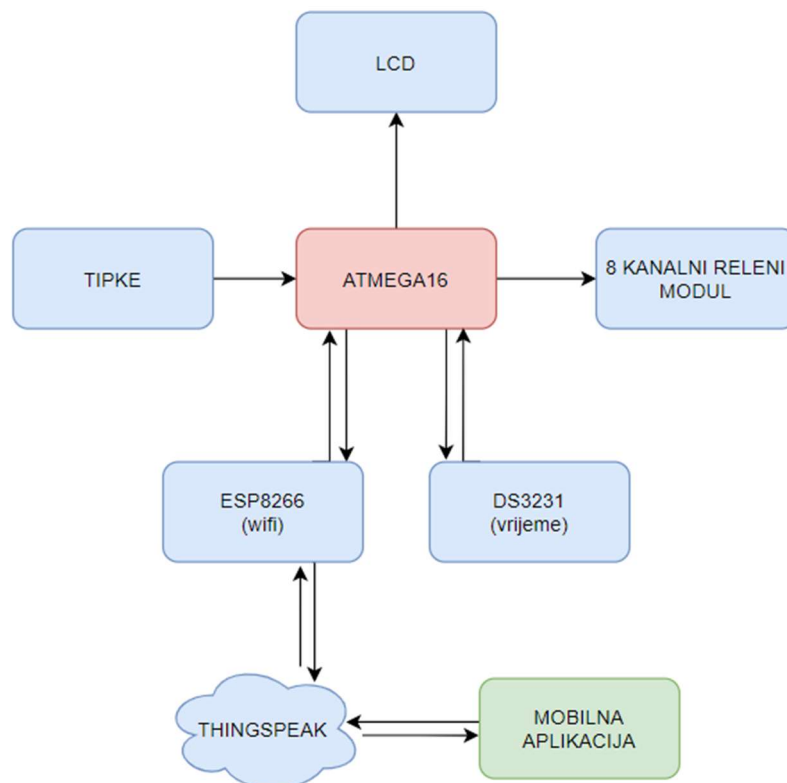 LCD
TIPKE
ATMEGA16
8 KANALNI RELENI
MODUL
ESP8266
(wifi)
DS3231
(vrijeme)
THINGSPEAK
MOBILNA
APLIKACIJA